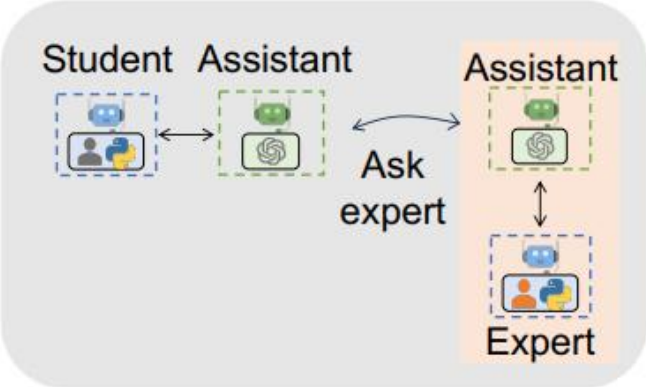 Student
Assistant
Assistant
Ask
expert
Expert